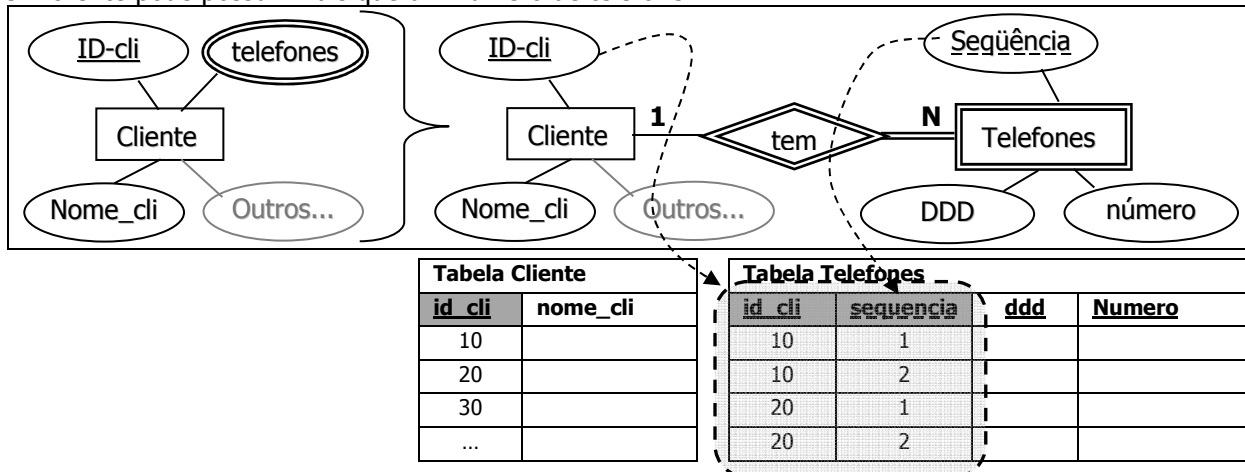 ID-cli telefones ID-cli Seqüência
Cliente Cliente 1 tem N Telefones
Nome_cli Outros... Nome_cli Outros... DDD número
Tabela Cliente
id_cli nome_cli
10
20
30
...
Tabela Telefones
id_cli sequencia ddd Numero
10 1
10 2
20 1
20 2